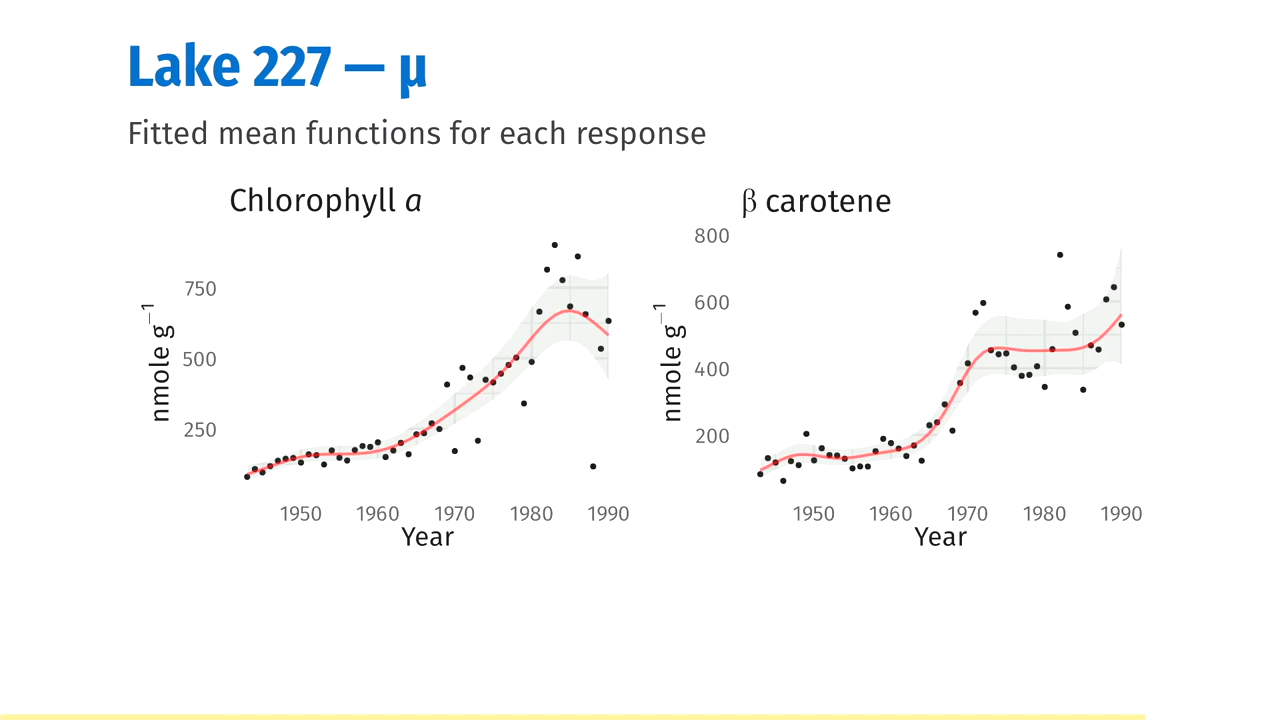 Lake 227 — μ
Fitted mean functions for each response
Chlorophyll a
nmole g⁻¹
750
500
250
1950 1960 1970 1980 1990
Year
β carotene
nmole g⁻¹
800
600
400
200
1950 1960 1970 1980 1990
Year